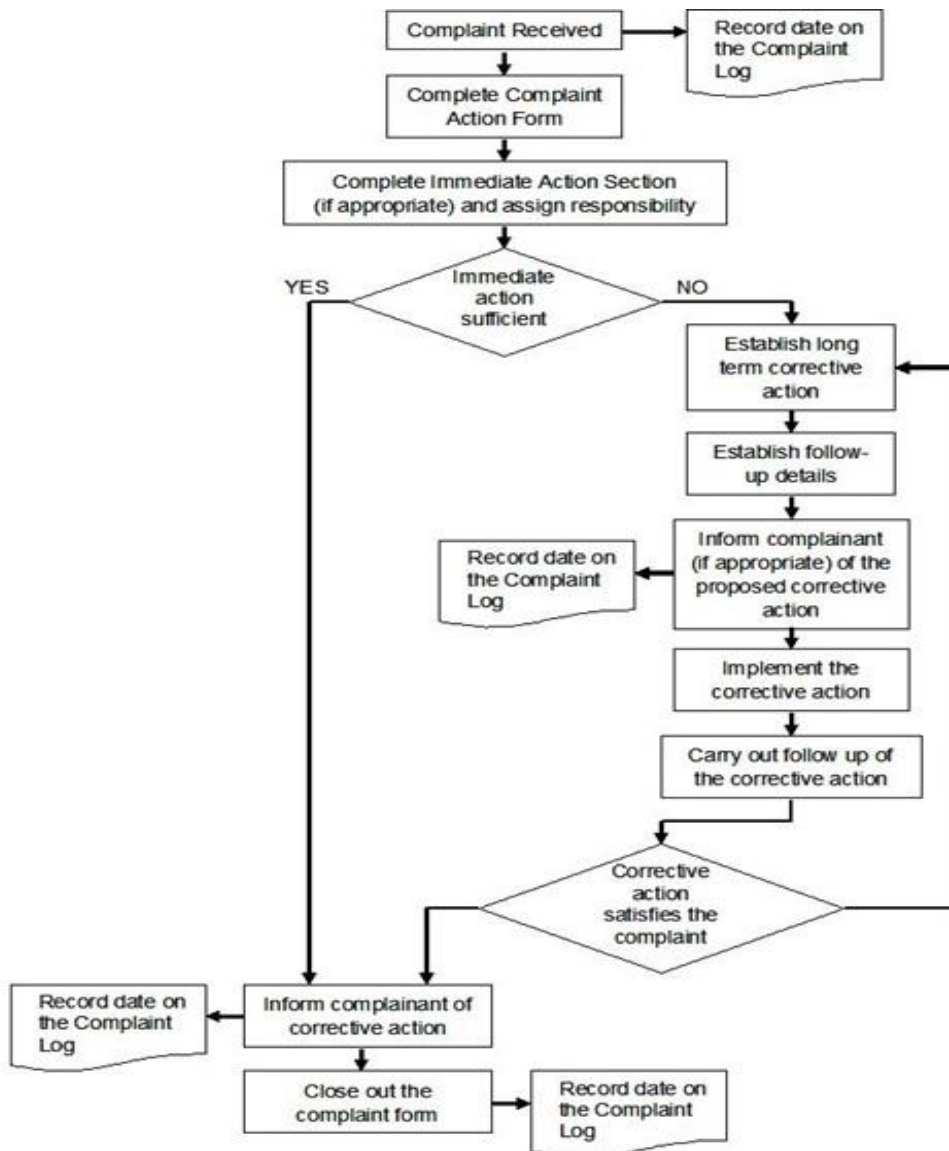 Complaint Received
Record date on
the Complaint
Log
Complete Complaint
Action Form
Complete Immediate Action Section
(if appropriate) and assign responsibility
YES
Immediate
action
sufficient
NO
Establish long
term corrective
action
Establish follow-
up details
Inform complainant
(if appropriate) of the
proposed corrective
action
Record date on
the Complaint
Log
Implement the
corrective action
Carry out follow up of
the corrective action
Corrective
action
satisfies the
complaint
Inform complainant of
corrective action
Record date on
the Complaint
Log
Close out the
complaint form
Record date on
the Complaint
Log